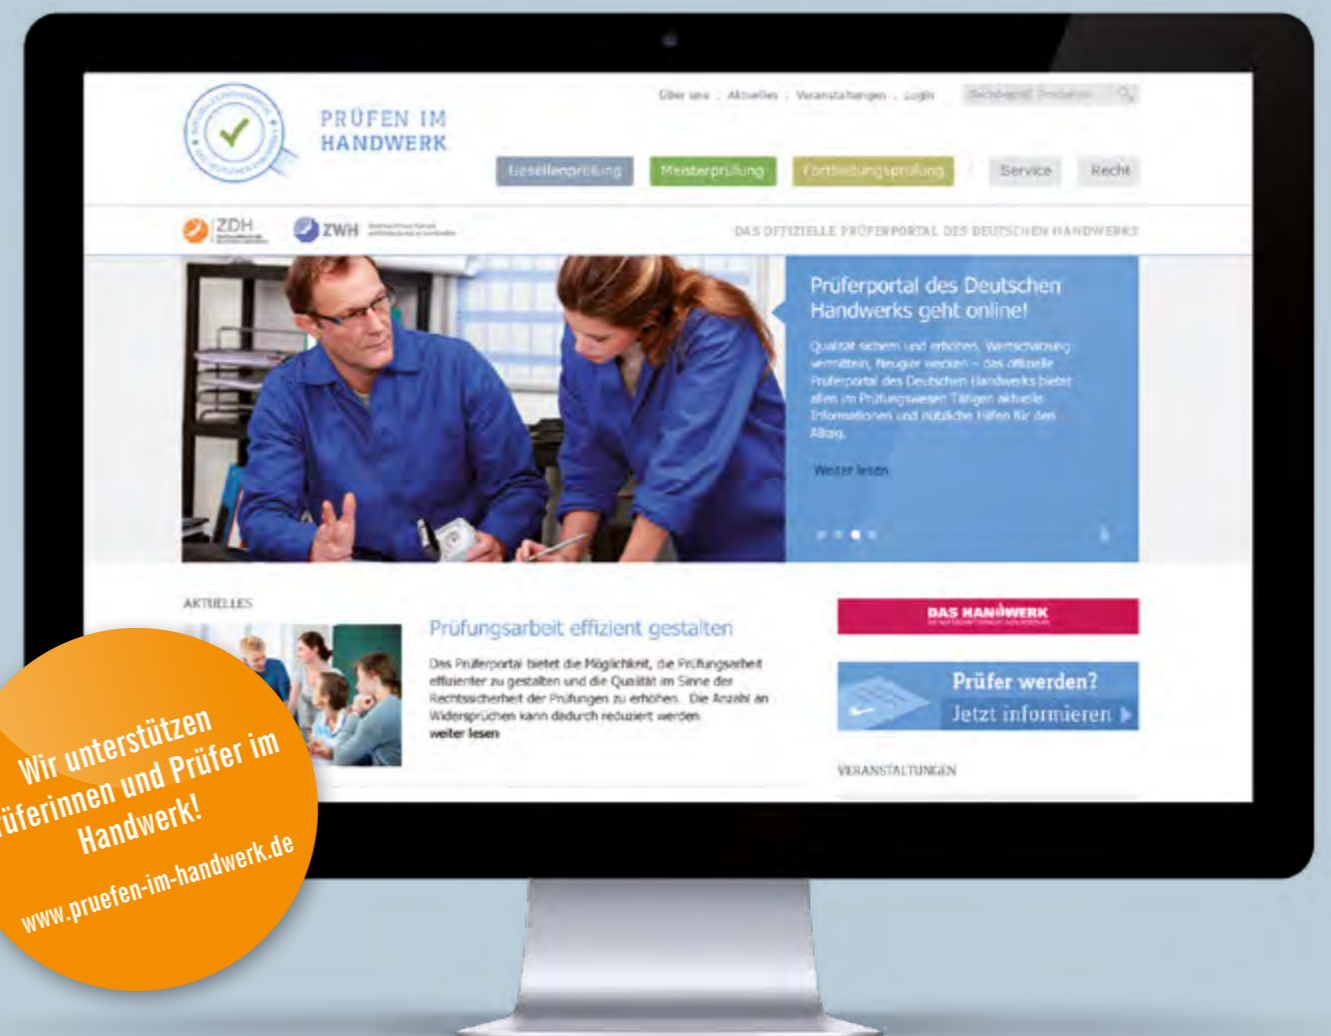 Über uns . Aktuelles . Veranstaltungen . Login
PRÜFEN IM
HANDWERK
Gesellenprüfung Meisterprüfung Fortbildungsprüfung Service Recht
ZDH ZWH DAS OFFIZIELLE PRÜFERPORTAL DES DEUTSCHEN HANDWERKS
Prüferportal des Deutschen
Handwerks geht online!
Qualität sichern und erhöhen, Wertschätzung
vermitteln, Neugier wecken – das offizielle
Prüferportal des Deutschen Handwerks bietet
allen im Prüfungswesen Tätigen aktuelle
Informationen und nützliche Hilfen für den
Alltag.
Weiter lesen
AKTUELLES
Prüfungsarbeit effizient gestalten
Das Prüferportal bietet die Möglichkeit, die Prüfungsarbeit
effizienter zu gestalten und die Qualität im Sinne der
Rechtssicherheit der Prüfungen zu erhöhen. Die Anzahl an
Widersprüchen kann dadurch reduziert werden.
weiter lesen
DAS HANDWERK
Prüfer werden?
Jetzt informieren
VERANSTALTUNGEN
Wir unterstützen
rüferinnen und Prüfer im
Handwerk!
www.pruefen-im-handwerk.de